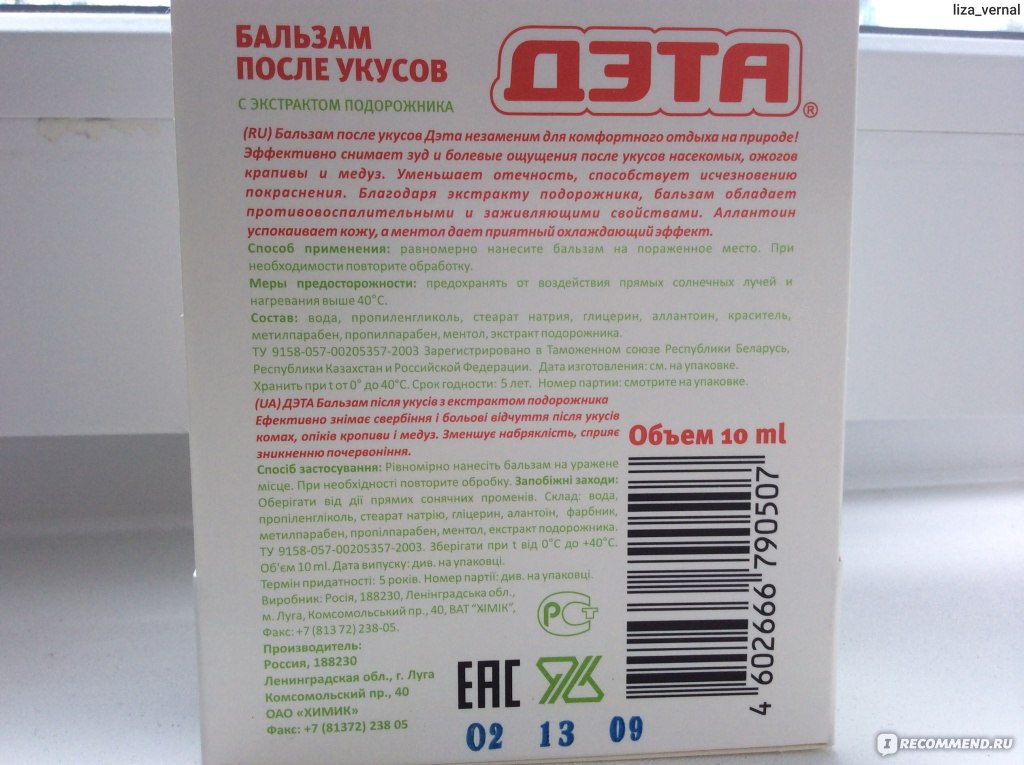 liza_vernal
БАЛЬЗАМ
ПОСЛЕ УКУСОВ
С ЭКСТРАКТОМ ПОДОРОЖНИКА
ДЭТА®
(RU) Бальзам после укусов Дэта незаменим для комфортного отдыха на природе!
Эффективно снимает зуд и болевые ощущения после укусов насекомых, ожогов
крапивы и медуз. Уменьшает отечность, способствует исчезновению
покраснения. Благодаря экстракту подорожника, бальзам обладает
противовоспалительными и заживляющими свойствами. Аллантоин
успокаивает кожу, а ментол дает приятный охлаждающий эффект.
Способ применения: равномерно нанесите бальзам на пораженное место. При
необходимости повторите обработку.
Меры предосторожности: предохранять от воздействия прямых солнечных лучей и
нагревания выше 40°С.
Состав: вода, пропиленгликоль, стеарат натрия, глицерин, аллантоин, краситель,
метилпарабен, пропилпарабен, ментол, экстракт подорожника.
ТУ 9158-057-00205357-2003 Зарегистрировано в Таможенном союзе Республики Беларусь,
Республики Казахстан и Российской Федерации. Дата изготовления: см. на упаковке.
Хранить при t от 0° до 40°С. Срок годности: 5 лет. Номер партии: смотрите на упаковке.
(UA) ДЭТА Бальзам після укусів з екстрактом подорожника
Ефективно знімає свербіння і больові відчуття після укусів
комах, опіків кропиви і медуз. Зменшує набряклість, сприяє
зникненню почервоніння.
Спосіб застосування: Рівномірно нанесіть бальзам на уражене
місце. При необхідності повторите обробку. Запобіжні заходи:
Оберігати від дії прямих сонячних променів. Склад: вода,
пропіленгліколь, стеарат натрію, гліцерин, алантоін, фарбник,
метилпарабен, пропілпарабен, ментол, екстракт подорожника.
ТУ 9158-057-00205357-2003. Зберігати при t від 0°С до +40°С.
Об'єм 10 ml. Дата випуску: див. на упаковці.
Термін придатності: 5 років. Номер партії: див. на упаковці.
Виробник: Росія, 188230, Ленінградська обл.,
м. Луга, Комсомольський пр., 40, ВАТ "ХІМІК",
Факс: +7 (813 72) 238-05.
Производитель:
Россия, 188230
Ленинградская обл., г. Луга
Комсомольский пр., 40
ОАО «ХИМИК»
Факс: +7 (81372) 238 05
Объем 10 ml
4 602666 790507
РСТ
ЕАС
02 13 09
I RECOMMEND.RU